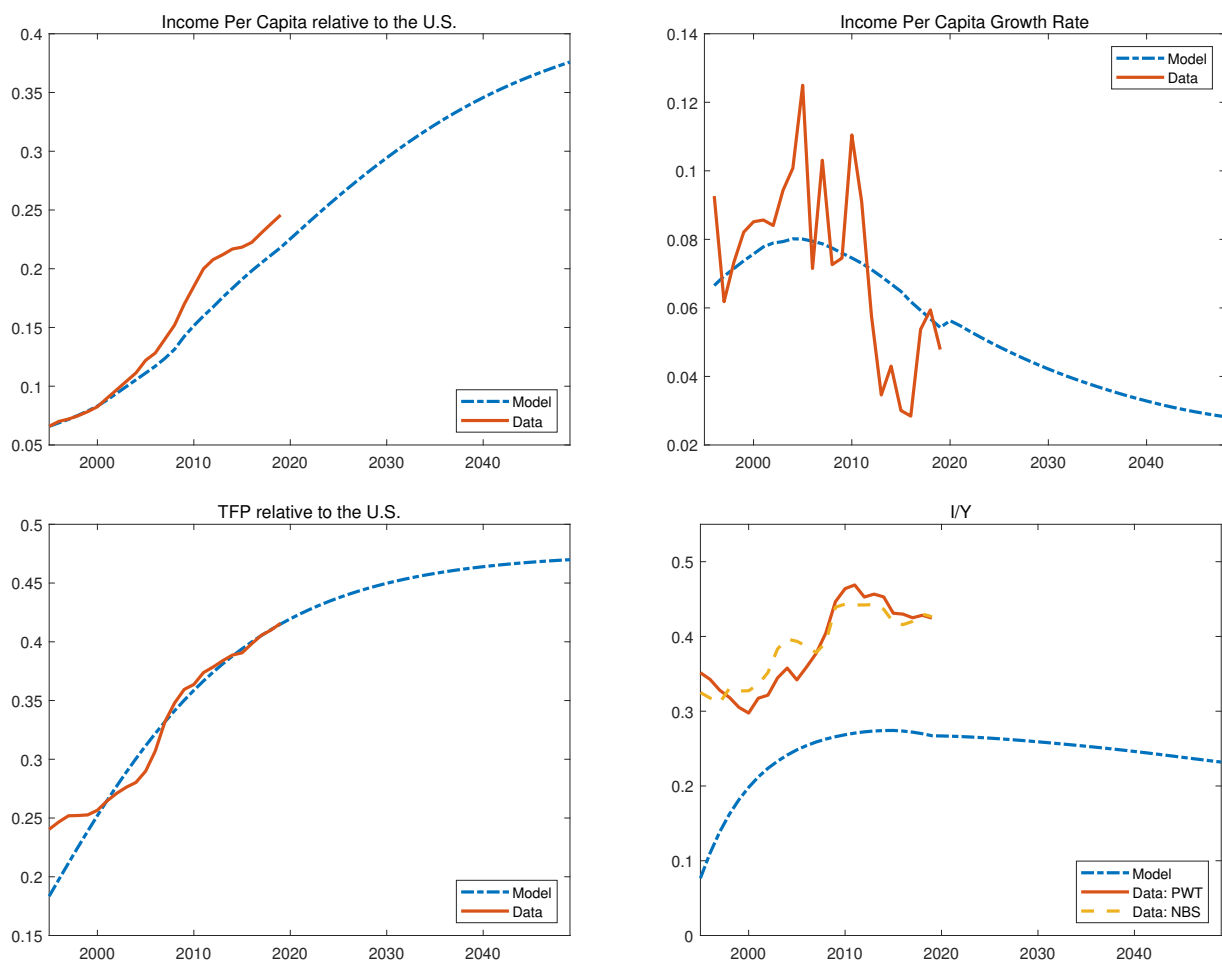 Income Per Capita relative to the U.S.
0.4
0.35
0.3
0.25
0.2
0.15
0.1
0.05
2000 2010 2020 2030 2040
Model
Data
Income Per Capita Growth Rate
0.14
0.12
0.1
0.08
0.06
0.04
0.02
2000 2010 2020 2030 2040
Model
Data
TFP relative to the U.S.
0.5
0.45
0.4
0.35
0.3
0.25
0.2
0.15
2000 2010 2020 2030 2040
Model
Data
I/Y
0.5
0.4
0.3
0.2
0.1
0
2000 2010 2020 2030 2040
Model
Data: PWT
Data: NBS